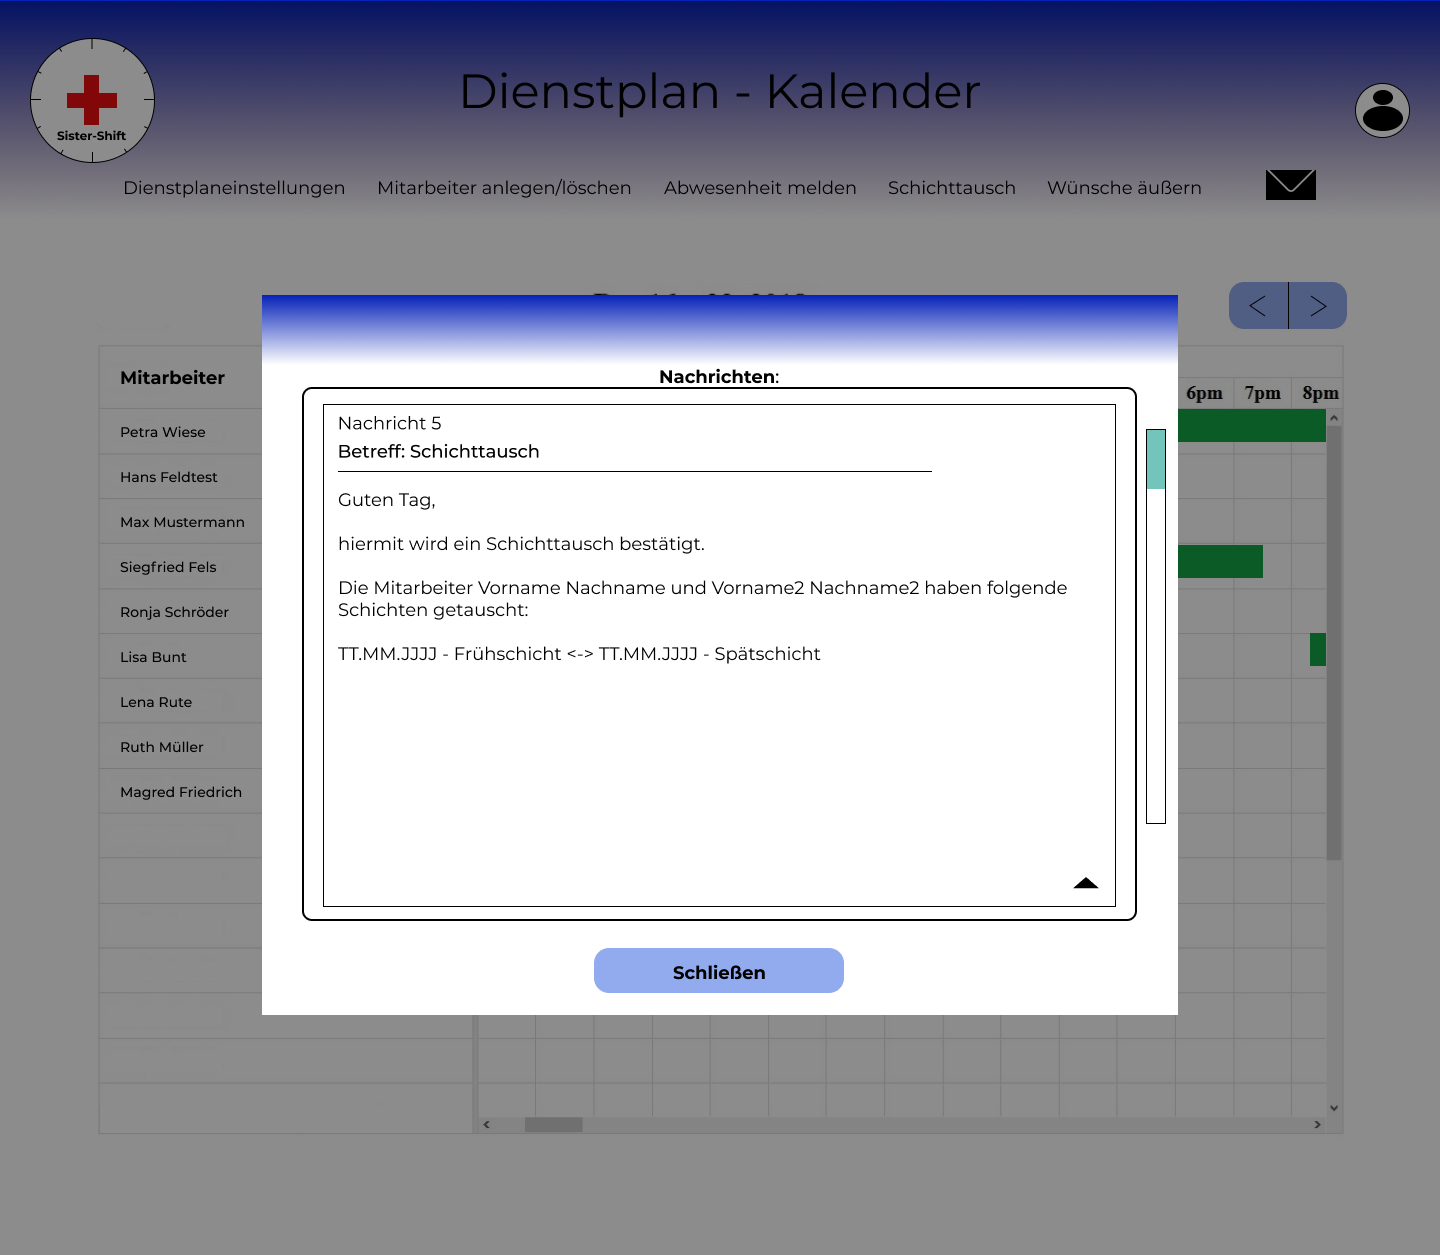 Dienstplan - Kalender
Sister-Shift
Dienstplaneinstellungen
Mitarbeiter anlegen/löschen
Abwesenheit melden
Schichttausch
Wünsche äußern
< >
Nachrichten:
Mitarbeiter
6pm 7pm 8pm
Petra Wiese
Hans Feldtest
Max Mustermann
Siegfried Fels
Ronja Schröder
Lisa Bunt
Lena Rute
Ruth Müller
Magred Friedrich
Nachricht 5
Betreff: Schichttausch
Guten Tag,
hiermit wird ein Schichttausch bestätigt.
Die Mitarbeiter Vorname Nachname und Vorname2 Nachname2 haben folgende
Schichten getauscht:
TT.MM.JJJJ - Frühschicht <-> TT.MM.JJJJ - Spätschicht
Schließen